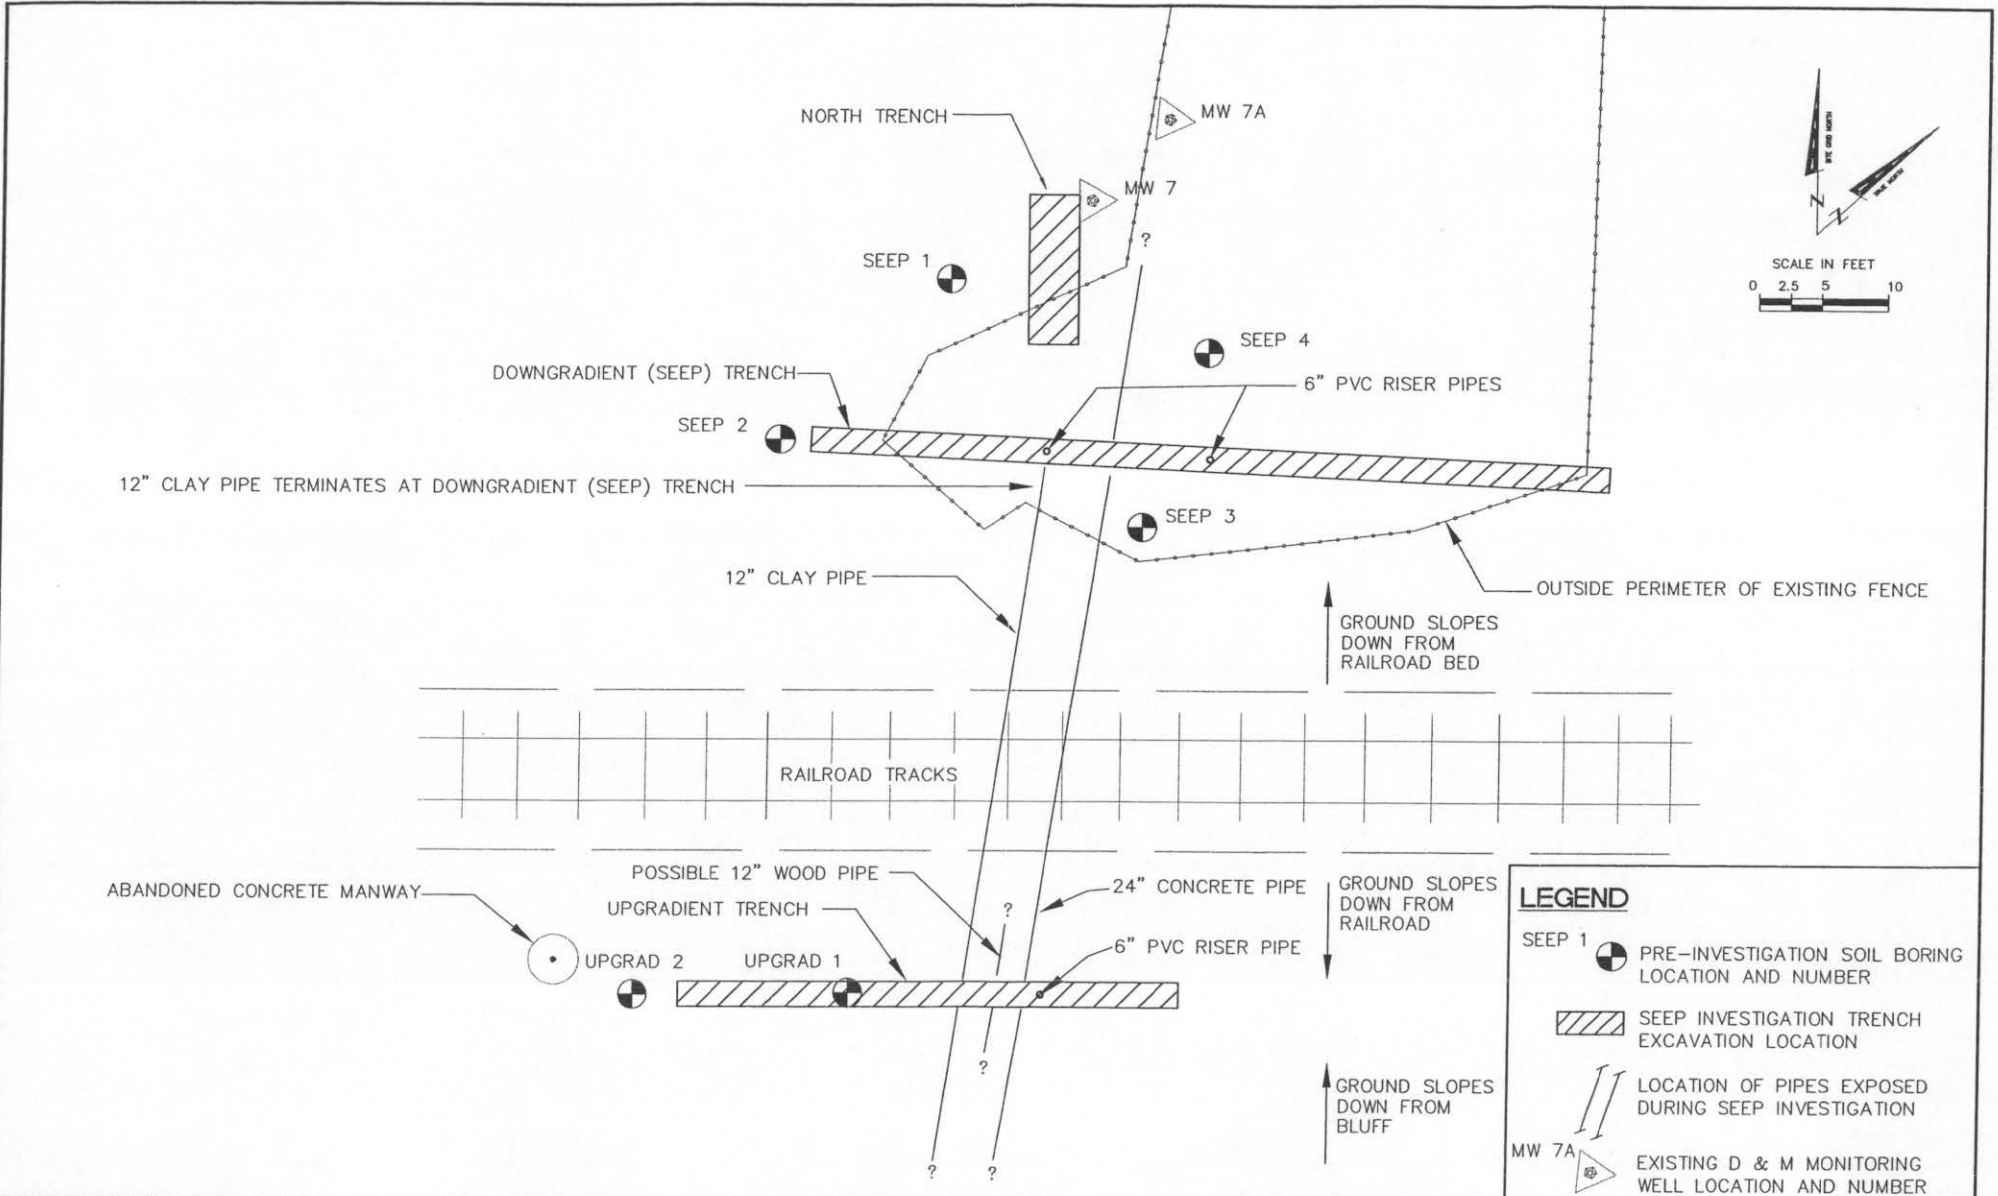 NORTH TRENCH
MW 7A
MW 7
?
SEEP 1
SITE GRID NORTH
TRUE NORTH
N
N
SCALE IN FEET
0 2.5 5 10
SEEP 4
DOWNGRADIENT (SEEP) TRENCH
6" PVC RISER PIPES
SEEP 2
12" CLAY PIPE TERMINATES AT DOWNGRADIENT (SEEP) TRENCH
SEEP 3
12" CLAY PIPE
OUTSIDE PERIMETER OF EXISTING FENCE
GROUND SLOPES
DOWN FROM
RAILROAD BED
RAILROAD TRACKS
POSSIBLE 12" WOOD PIPE
24" CONCRETE PIPE
GROUND SLOPES
DOWN FROM
RAILROAD
ABANDONED CONCRETE MANWAY
UPGRADIENT TRENCH
?
6" PVC RISER PIPE
UPGRAD 2
UPGRAD 1
?
GROUND SLOPES
DOWN FROM
BLUFF
?
?
LEGEND
SEEP 1
PRE-INVESTIGATION SOIL BORING
LOCATION AND NUMBER
SEEP INVESTIGATION TRENCH
EXCAVATION LOCATION
LOCATION OF PIPES EXPOSED
DURING SEEP INVESTIGATION
MW 7A
EXISTING D & M MONITORING
WELL LOCATION AND NUMBER